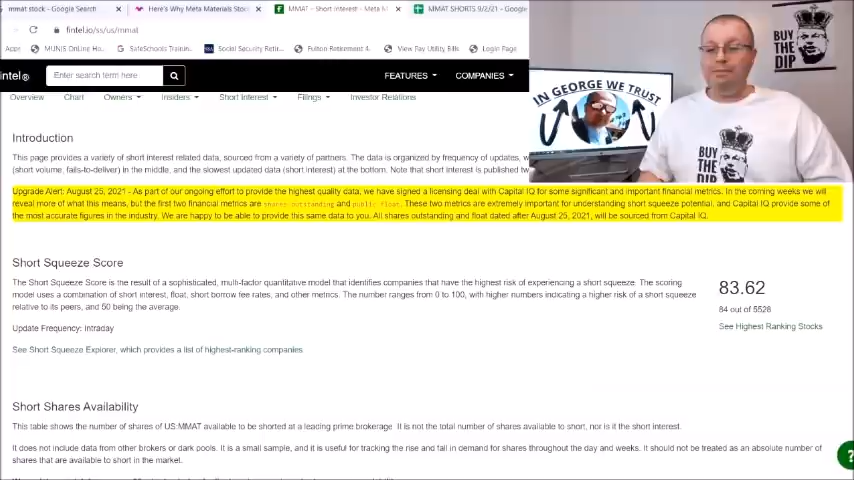 mmat stock - Google Search
Here's Why Meta Materials Stoc
MMAT - Short Interest - Meta M
MMAT SHORTS 9/2/21 - Google
fintel.io/ss/us/mmat
Apps
MUNIS OnLine Ho..
SafeSchools Trainin..
Social Security Retir...
Fulton Retirement 4..
View Pay Utility Bills
Login Page
intel®
Enter search term here
FEATURES
COMPANIES
Overview
Chart
Owners
Insiders
Short Interest
Filings
Investor Relations
BUY
THE
DIP
IN GEORGE WE TRUST
BUY
THE
Introduction
This page provides a variety of short interest related data, sourced from a variety of partners. The data is organized by frequency of updates, w
(short volume, fails-to-deliver) in the middle, and the slowest updated data (short interest) at the bottom. Note that short interest is published tw
Upgrade Alert: August 25, 2021 - As part of our ongoing effort to provide the highest quality data, we have signed a licensing deal with Capital IQ for some significant and important financial metrics. In the coming weeks we will
reveal more of what this means, but the first two financial metrics are shares outstanding and public float. These two metrics are extremely important for understanding short squeeze potential, and Capital IQ provide some of
the most accurate figures in the industry. We are happy to be able to provide this same data to you. All shares outstanding and float dated after August 25, 2021, will be sourced from Capital IQ.
Short Squeeze Score
The Short Squeeze Score is the result of a sophisticated, multi-factor quantitative model that identifies companies that have the highest risk of experiencing a short squeeze. The scoring
model uses a combination of short interest, float, short borrow fee rates, and other metrics. The number ranges from 0 to 100, with higher numbers indicating a higher risk of a short squeeze
relative to its peers, and 50 being the average.
83.62
84 out of 5528
See Highest Ranking Stocks
Update Frequency: Intraday
See Short Squeeze Explorer, which provides a list of highest-ranking companies.
Short Shares Availability
This table shows the number of shares of US:MMAT available to be shorted at a leading prime brokerage. It is not the total number of shares available to short, nor is it the short interest.
It does not include data from other brokers or dark pools. It is a small sample, and it is useful for tracking the rise and fall in demand for shares throughout the day and weeks. It should not be treated as an absolute number of
shares that are available to short in the market.
?